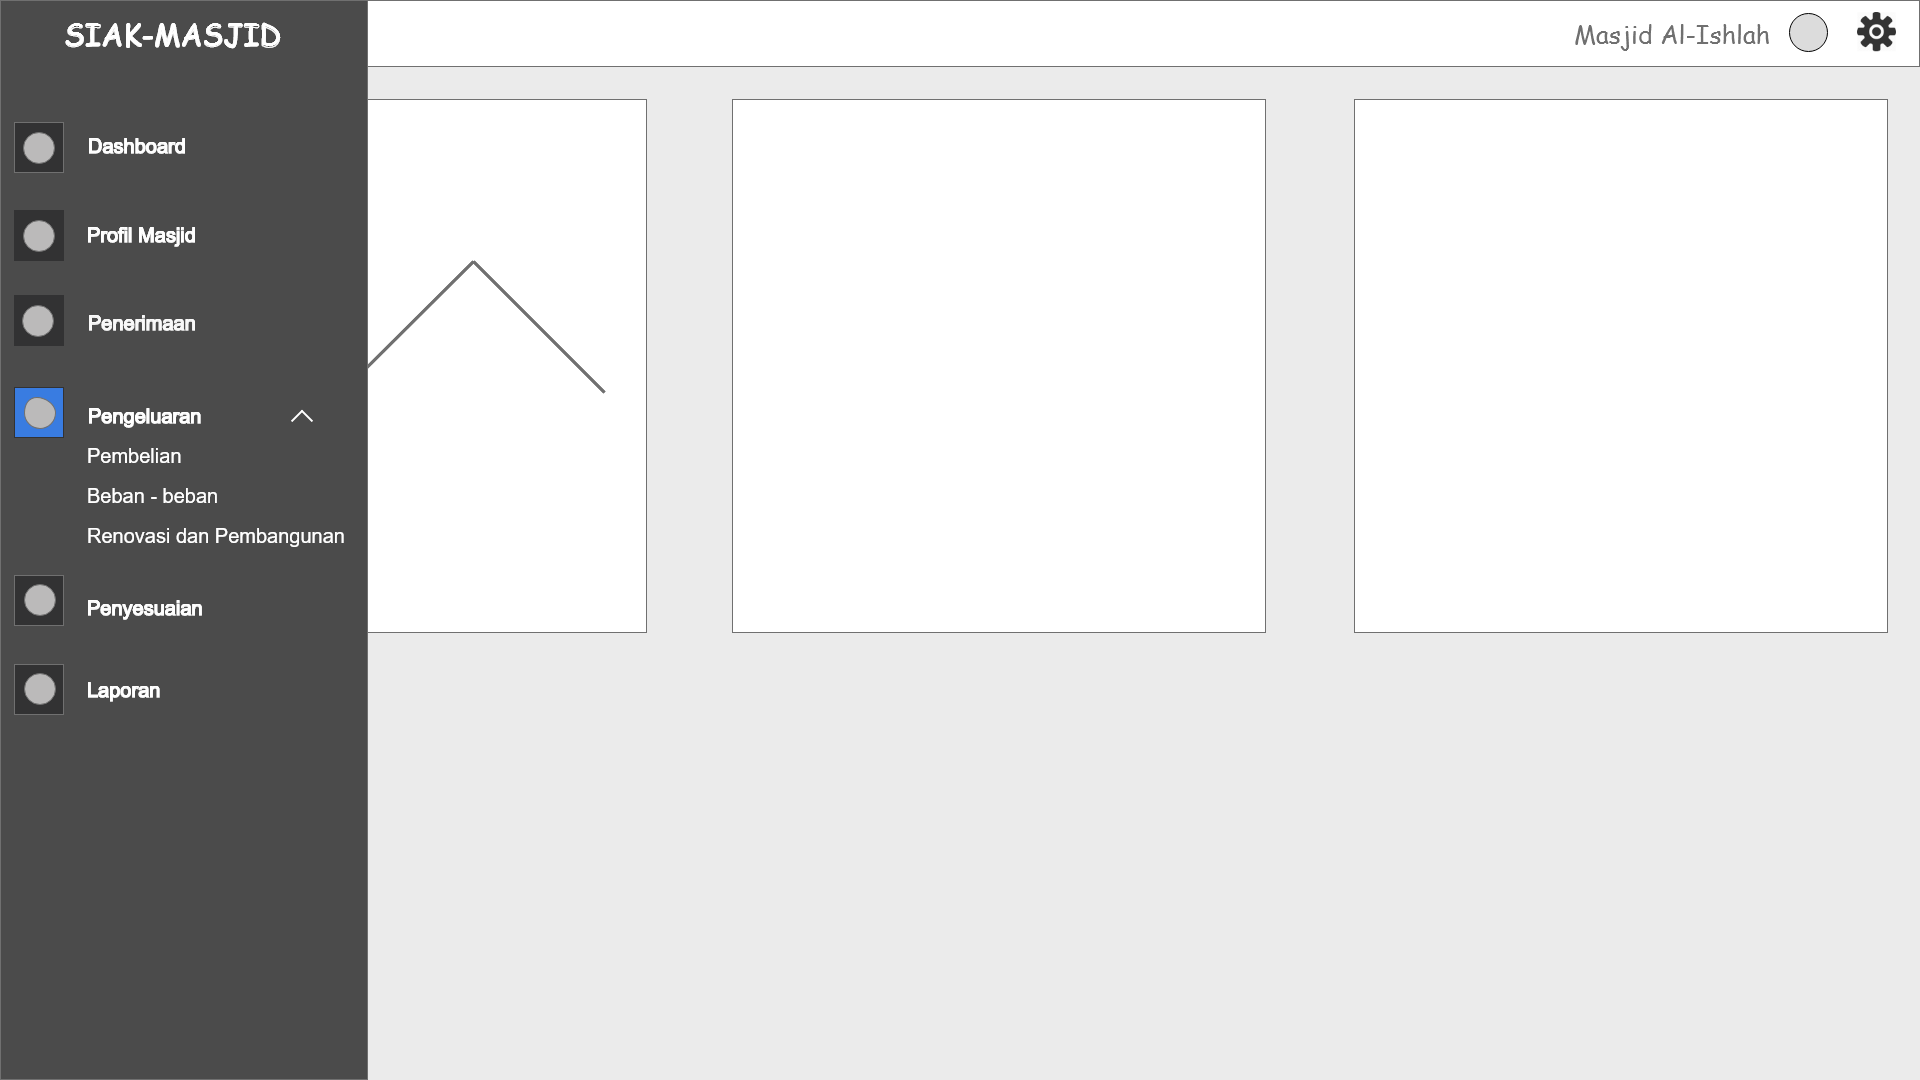 SIAK-MASJID
Masjid Al-Ishlah
Dashboard
Profil Masjid
Penerimaan
Pengeluaran
Pembelian
Beban - beban
Renovasi dan Pembangunan
Penyesuaian
Laporan